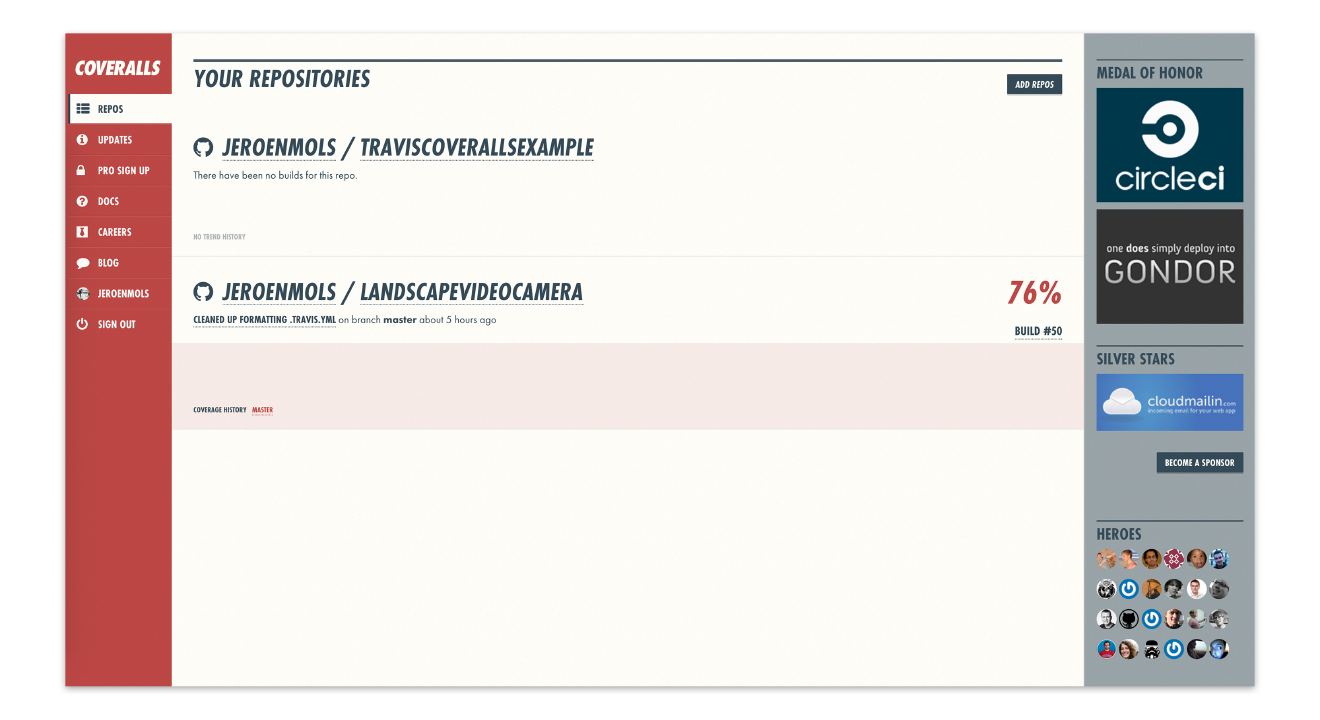 COVERALLS
REPOS
UPDATES
PRO SIGN UP
DOCS
CAREERS
BLOG
JEROENMOLS
SIGN OUT
YOUR REPOSITORIES
ADD REPOS
JEROENMOLS / TRAVISCOVERALLSEXAMPLE
There have been no builds for this repo.
NO TREND HISTORY
JEROENMOLS / LANDSCAPEVIDEOCAMERA
76%
CLEANED UP FORMATTING .TRAVIS.YML on branch master about 5 hours ago
BUILD #50
COVERAGE HISTORY MASTER
MEDAL OF HONOR
circleci
one does simply deploy into
GONDOR
SILVER STARS
cloudmailin.com
incoming email for your web app
BECOME A SPONSOR
HEROES